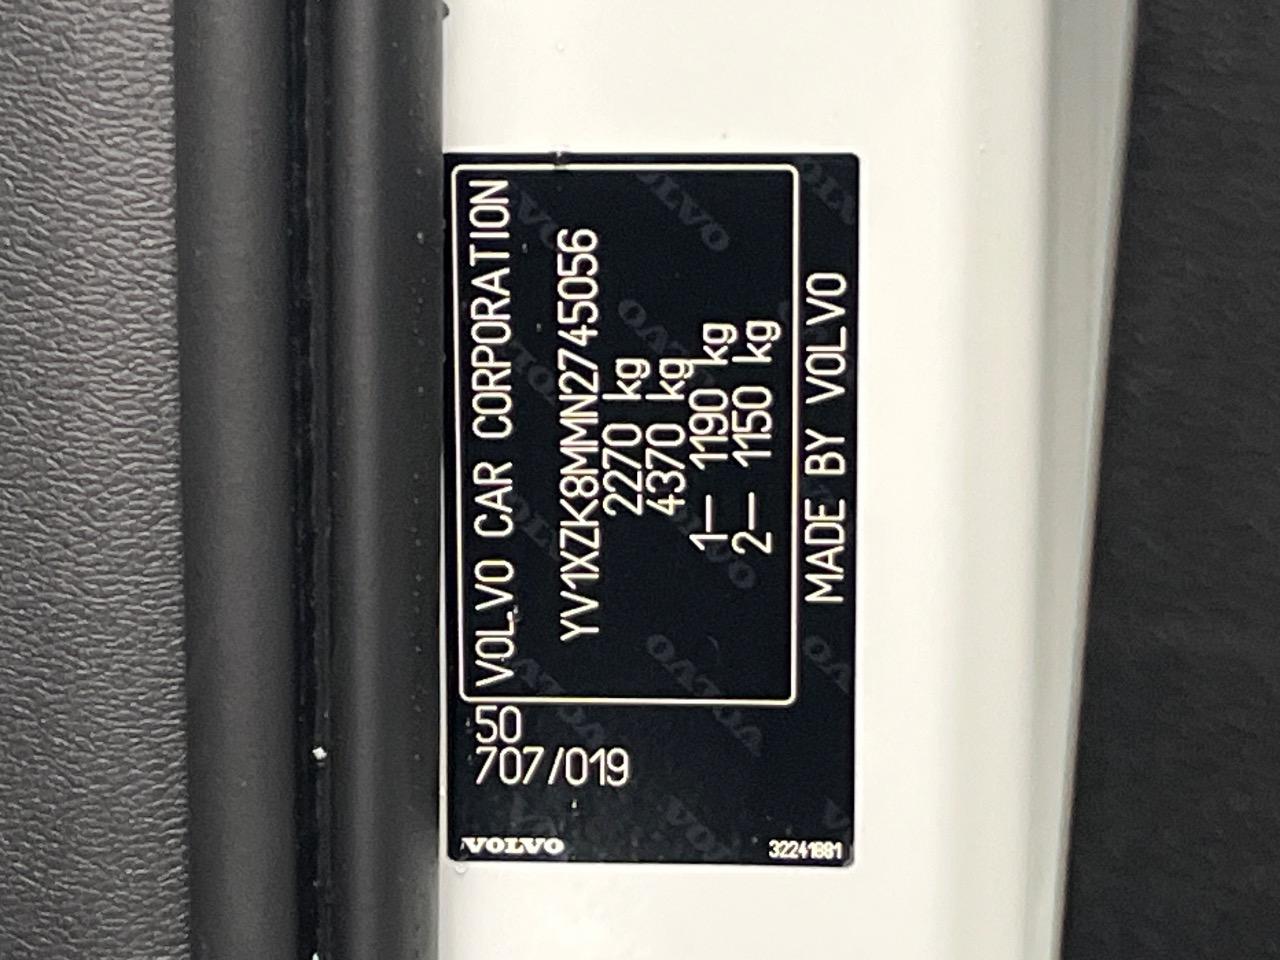 VOLVO CAR CORPORATION
YV1XZK8MMN2745056
2270 kg
4370 kg
1— 1190 kg
2— 1150 kg
MADE BY VOLVO
50
707/019
VOLVO
32241881